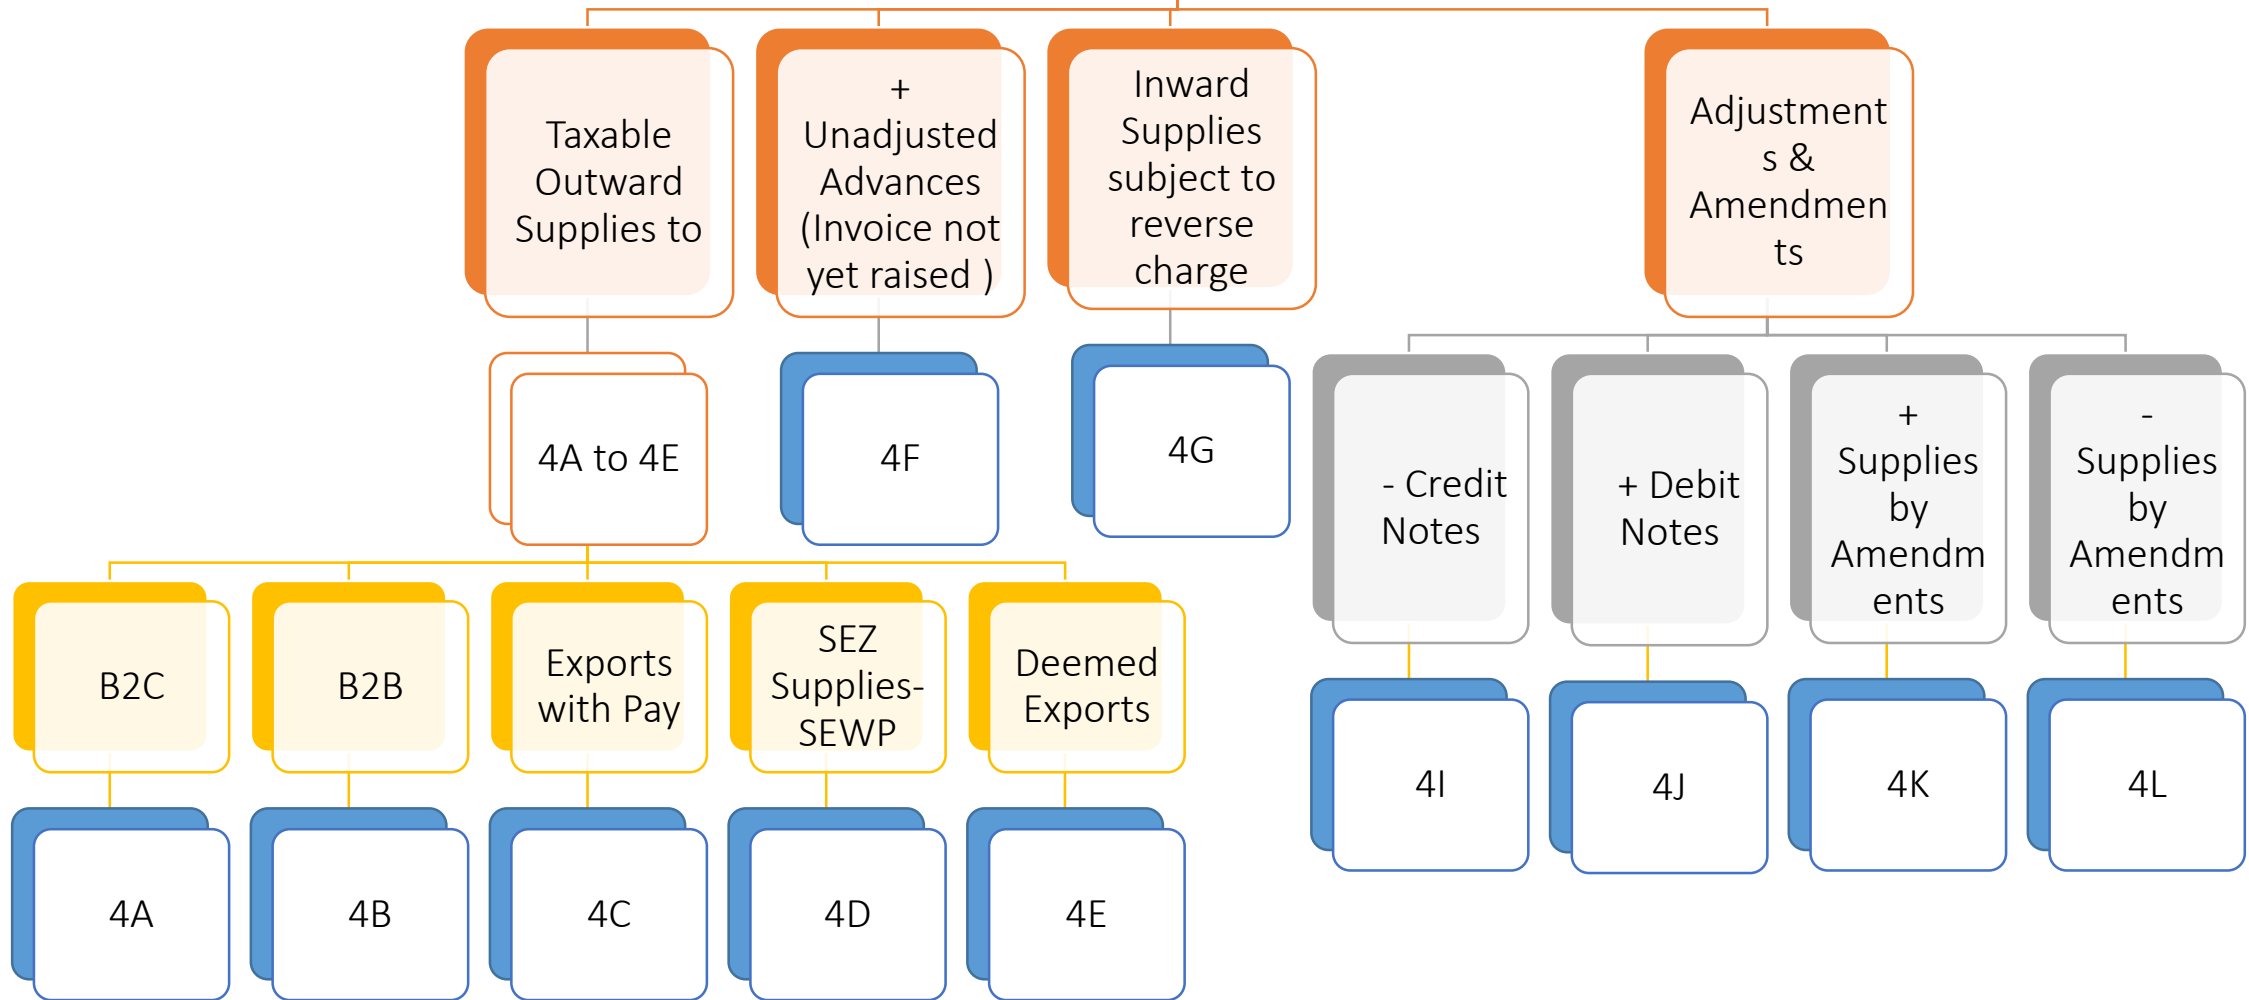 Taxable
Outward
Supplies to
+
Unadjusted
Advances
(Invoice not
yet raised )
Inward
Supplies
subject to
reverse
charge
Adjustment
s &
Amendmen
ts
4A to 4E
4F
4G
- Credit
Notes
+ Debit
Notes
+
Supplies
by
Amendm
ents
-
Supplies
by
Amendm
ents
B2C
B2B
Exports
with Pay
SEZ
Supplies-
SEWP
Deemed
Exports
4I
4J
4K
4L
4A
4B
4C
4D
4E